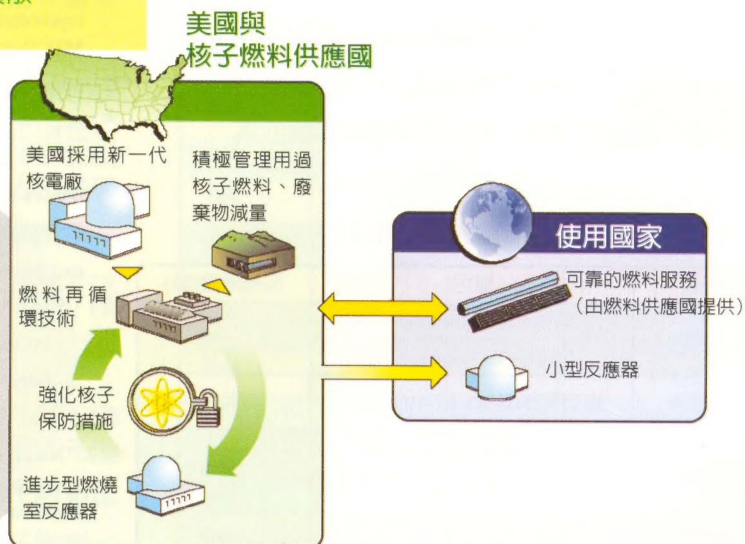 美國與
核子燃料供應國
美國採用新一代
核電廠
積極管理用過
核子燃料、廢
棄物減量
燃料再循
環技術
強化核子
保防措施
進步型燃燒
室反應器
使用國家
可靠的燃料服務
（由燃料供應國提供）
小型反應器